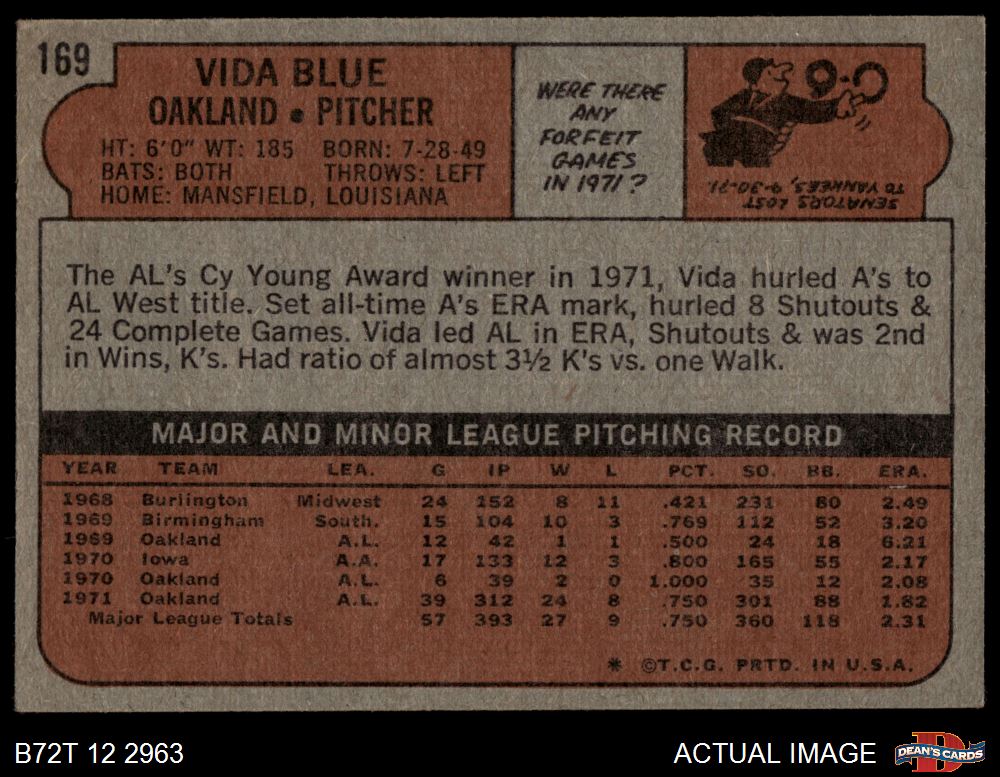 169
VIDA BLUE
OAKLAND • PITCHER
HT: 6'0" WT: 185 BORN: 7-28-49
BATS: BOTH THROWS: LEFT
HOME: MANSFIELD, LOUISIANA
WERE THERE
ANY
FORFEIT
GAMES
IN 1971?
9-0
SENATORS LOST
TO YANKEES, 9-30-71.
The AL's Cy Young Award winner in 1971, Vida hurled A's to
AL West title. Set all-time A's ERA mark, hurled 8 Shutouts &
24 Complete Games. Vida led AL in ERA, Shutouts & was 2nd
in Wins, K's. Had ratio of almost 3½ K's vs. one Walk.
MAJOR AND MINOR LEAGUE PITCHING RECORD
YEAR TEAM LEA. G IP W L PCT. SO. BB. ERA.
1968 Burlington Midwest 24 152 8 11 .421 231 80 2.49
1969 Birmingham South. 15 104 10 3 .769 112 52 3.20
1969 Oakland A.L. 12 42 1 1 .500 24 18 6.21
1970 Iowa A.A. 17 133 12 3 .800 165 55 2.17
1970 Oakland A.L. 6 39 2 0 1.000 35 12 2.08
1971 Oakland A.L. 39 312 24 8 .750 301 88 1.82
Major League Totals 57 393 27 9 .750 360 118 2.31
* ©T.C.G. PRTD. IN U.S.A.
B72T 12 2963
ACTUAL IMAGE
DEAN'S CARDS